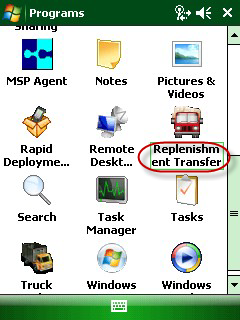 Programs
Sharing
MSP Agent
Notes
Pictures &
Videos
Rapid
Deployme...
Remote
Deskt...
Replenishm
ent Transfer
Search
Task
Manager
Tasks
Truck
Windows
Windows